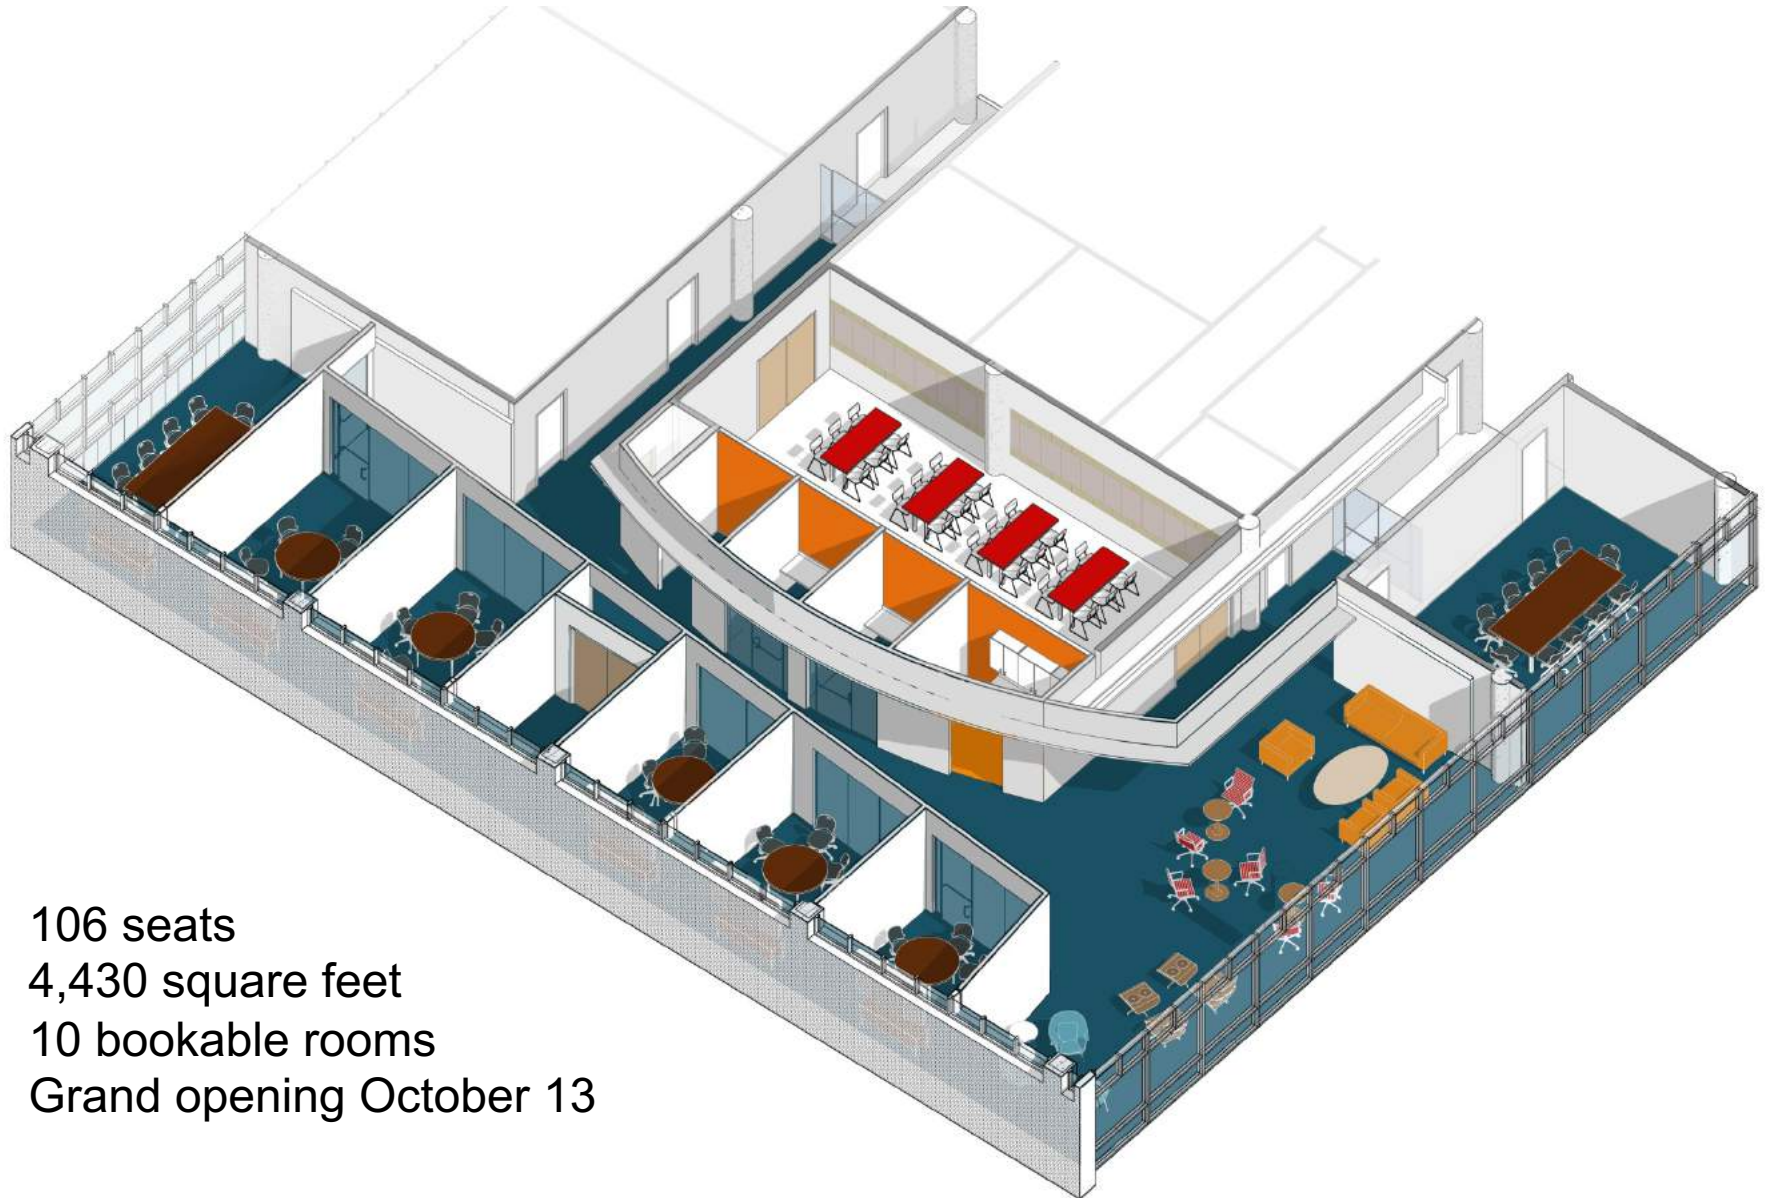 106 seats
4,430 square feet
10 bookable rooms
Grand opening October 13